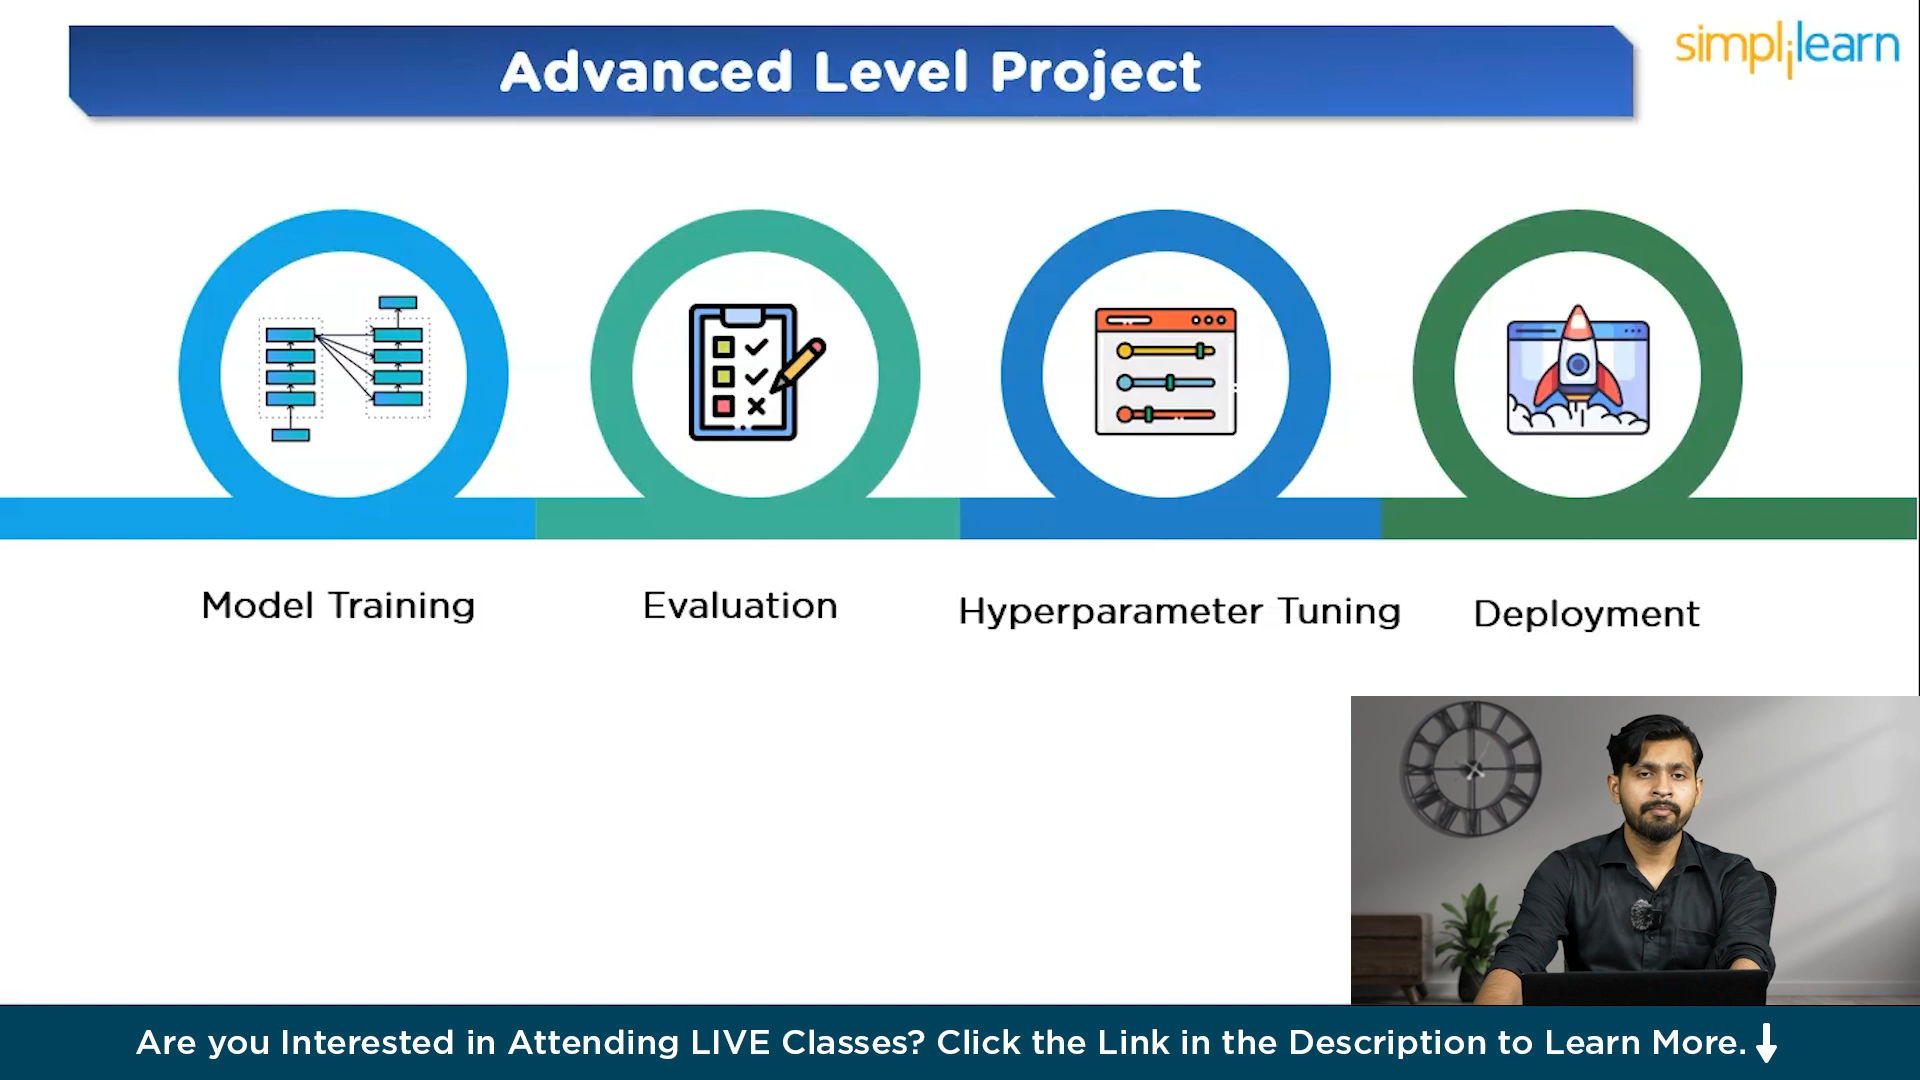 Advanced Level Project
simplilearn
Model Training
Evaluation
Hyperparameter Tuning
Deployment
Are you Interested in Attending LIVE Classes? Click the Link in the Description to Learn More.